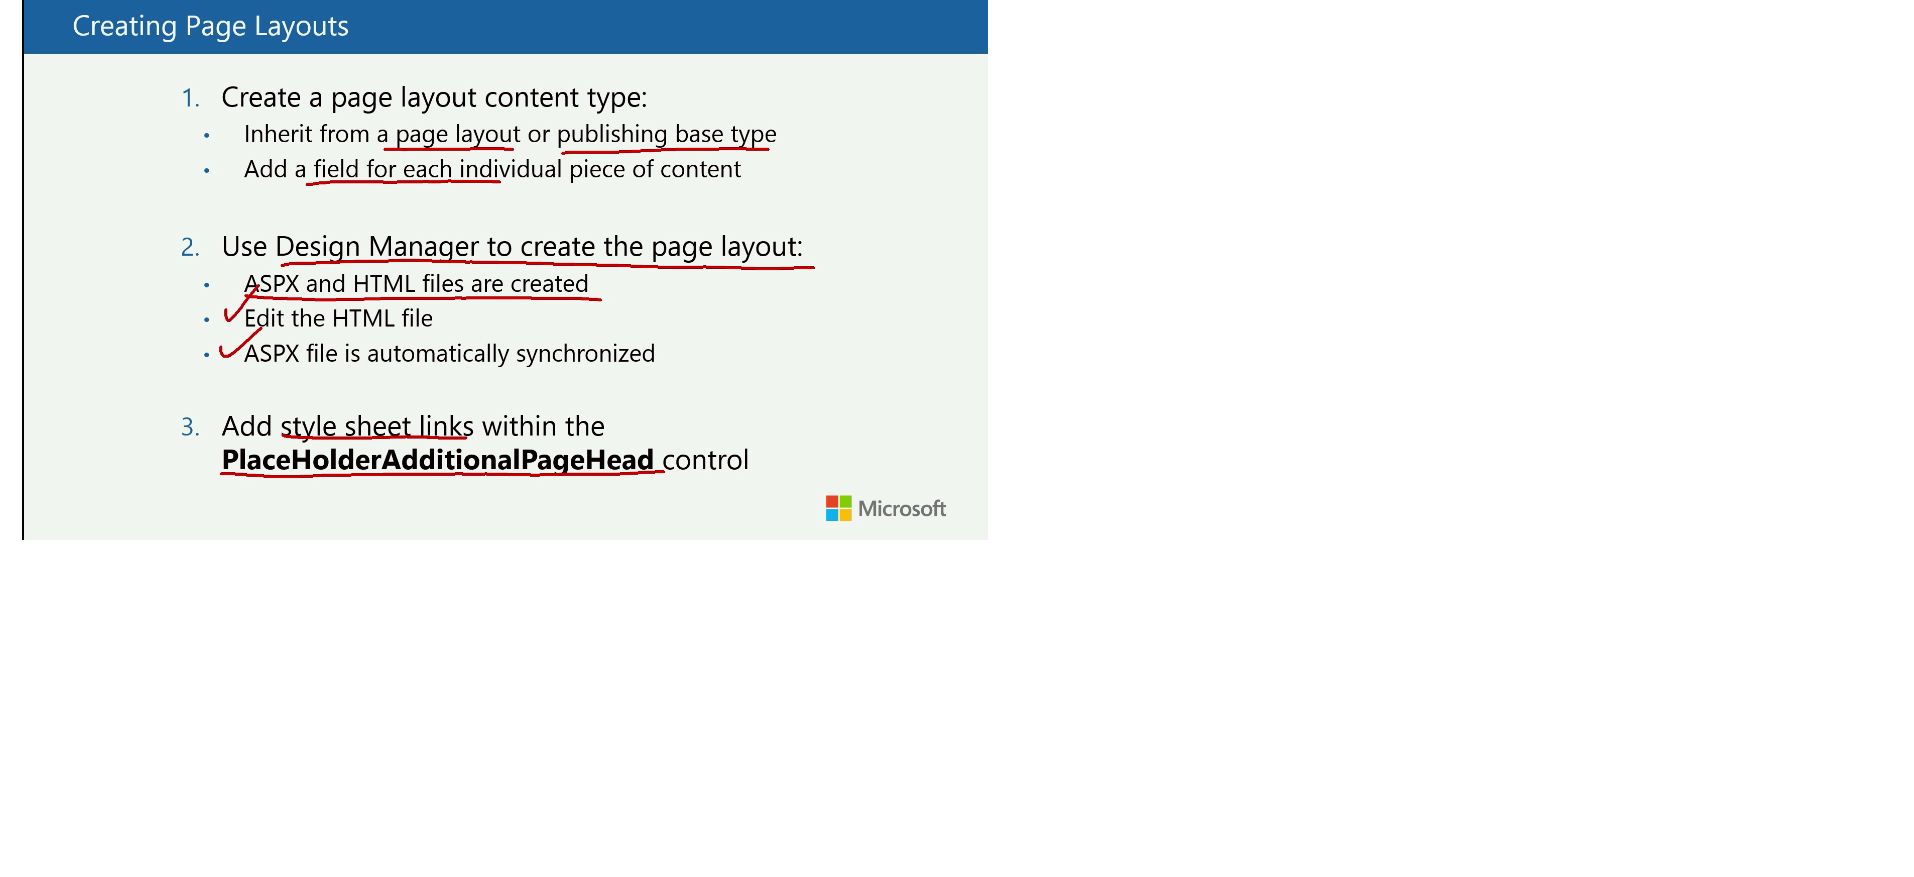 Creating Page Layouts
1. Create a page layout content type:
• Inherit from a page layout or publishing base type
• Add a field for each individual piece of content
2. Use Design Manager to create the page layout:
• ASPX and HTML files are created
• Edit the HTML file
• ASPX file is automatically synchronized
3. Add style sheet links within the
PlaceHolderAdditionalPageHead control
Microsoft